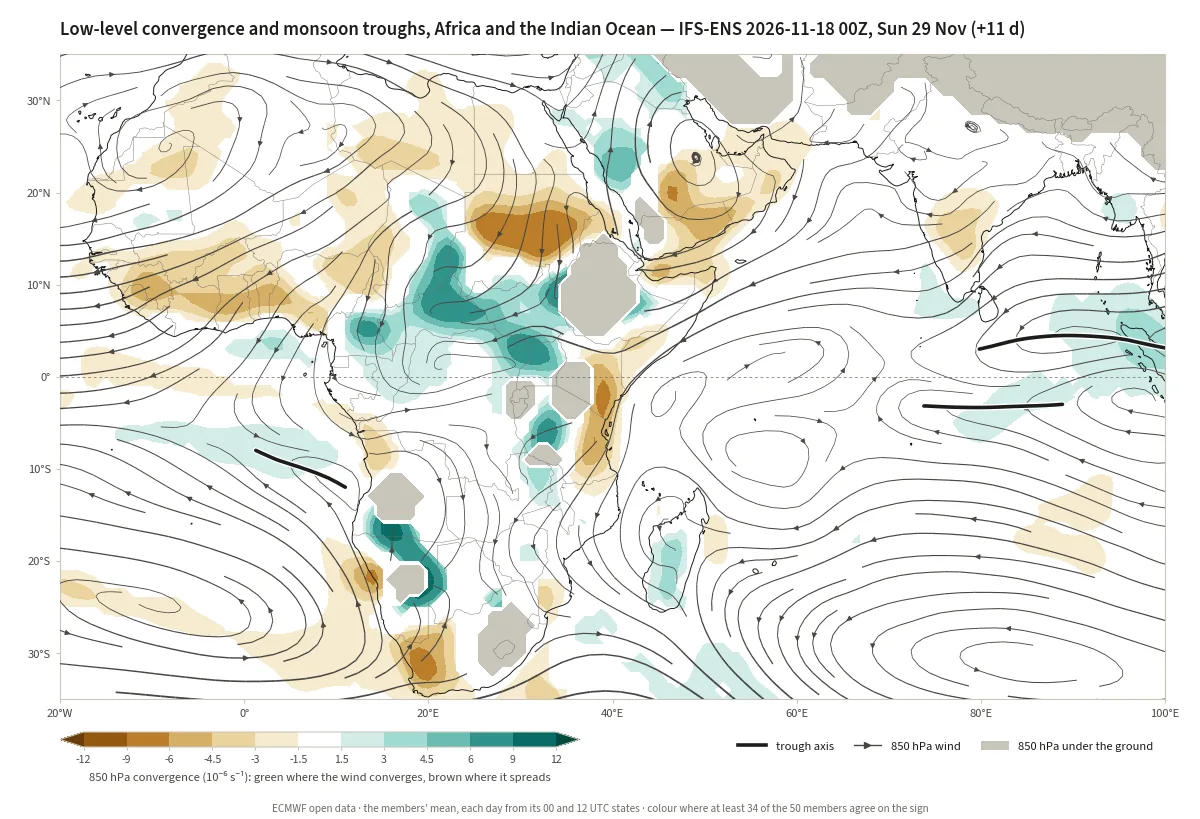 Low-level convergence and monsoon troughs, Africa and the Indian Ocean — IFS-ENS 2026-11-18 00Z, Sun 29 Nov (+11 d)
30°N
20°N
10°N
0°
10°S
20°S
30°S
20°W 0° 20°E 40°E 60°E 80°E 100°E
-12 -9 -6 -4.5 -3 -1.5 1.5 3 4.5 6 9 12
850 hPa convergence (10⁻⁶ s⁻¹): green where the wind converges, brown where it spreads
trough axis 850 hPa wind 850 hPa under the ground
ECMWF open data · the members' mean, each day from its 00 and 12 UTC states · colour where at least 34 of the 50 members agree on the sign